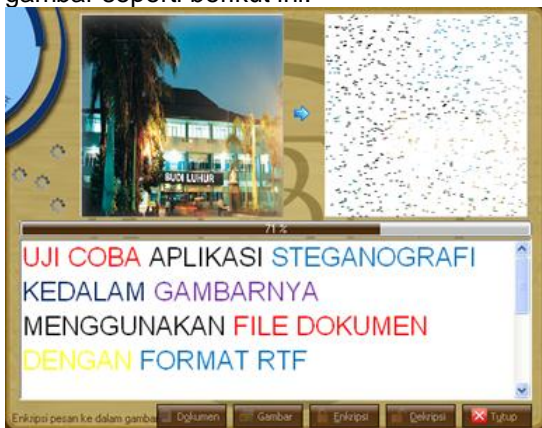 gambar seperti berikut ini.
BUDI LUHUR
71 %
UJI COBA APLIKASI STEGANOGRAFI
KEDALAM GAMBARNYA
MENGGUNAKAN FILE DOKUMEN
DENGAN FORMAT RTF
Enkripsi pesan ke dalam gambar Dokumen Gambar Enkripsi Dekripsi Tutup